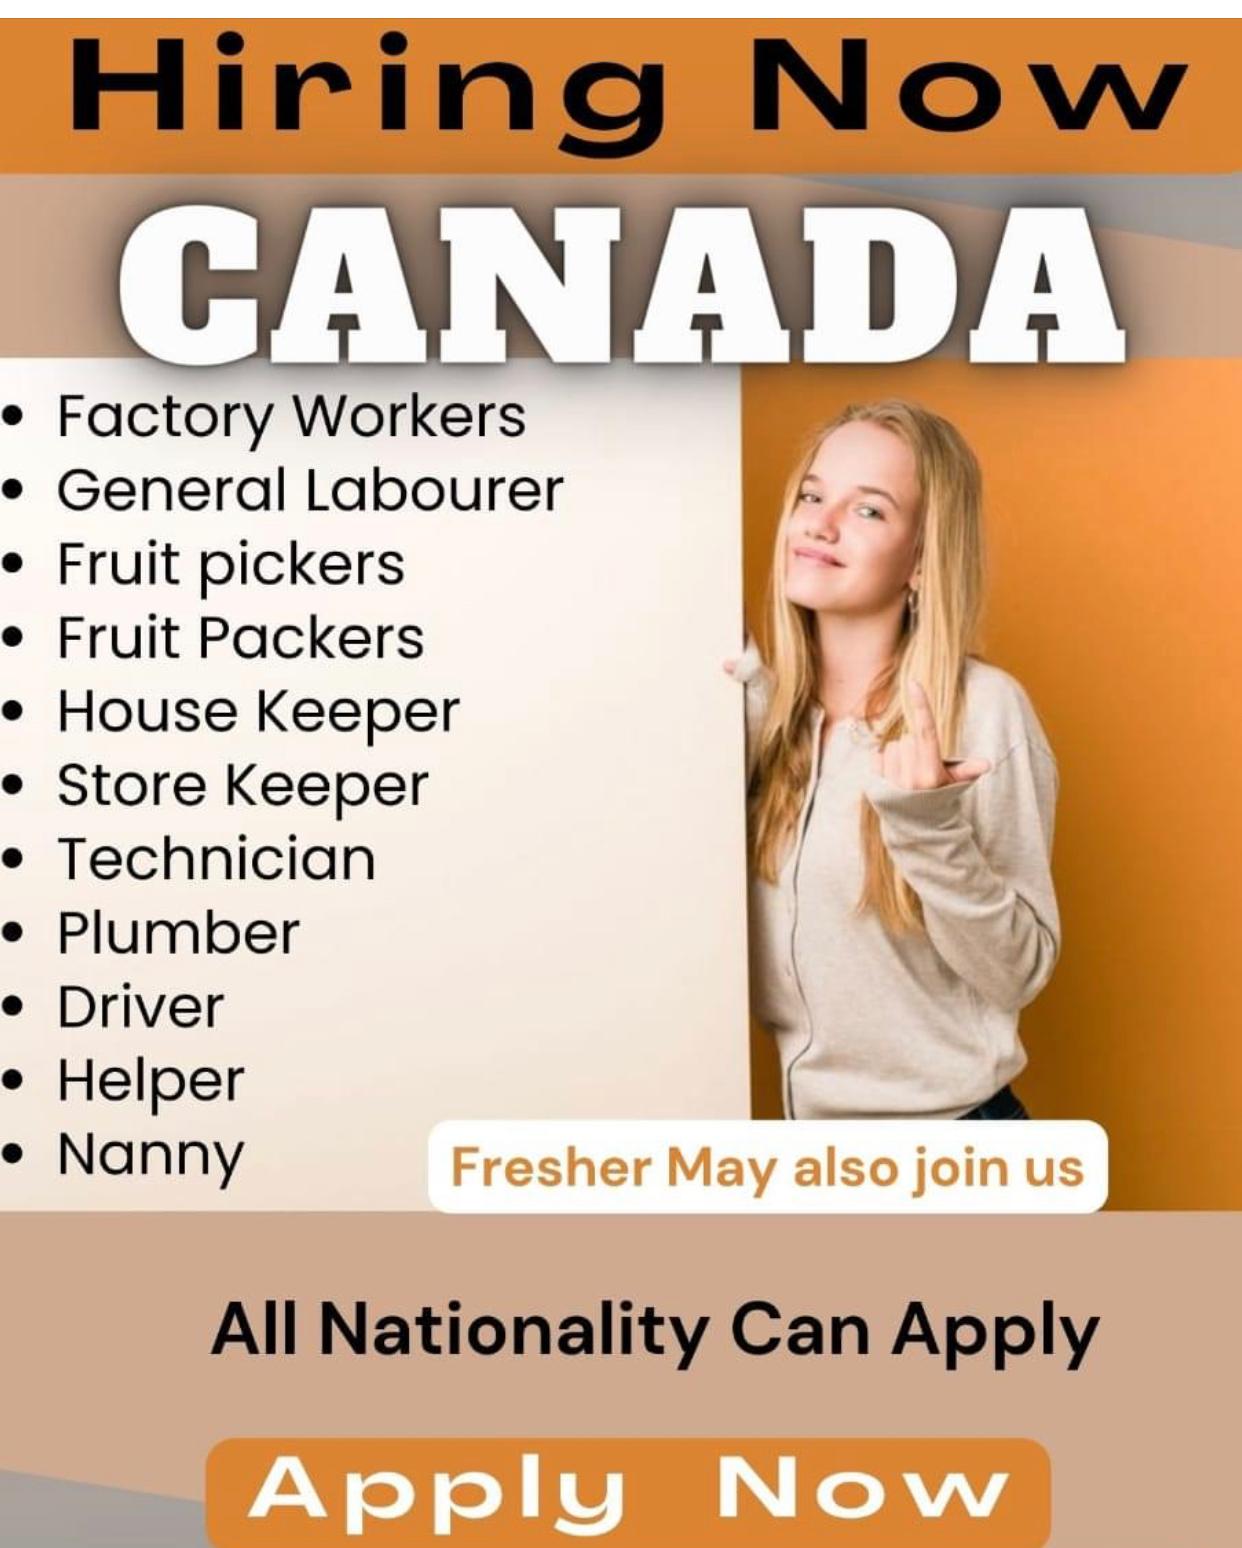 Hiring Now
CANADA
• Factory Workers
• General Labourer
• Fruit pickers
• Fruit Packers
• House Keeper
• Store Keeper
• Technician
• Plumber
• Driver
• Helper
• Nanny
Fresher May also join us
All Nationality Can Apply
Apply Now